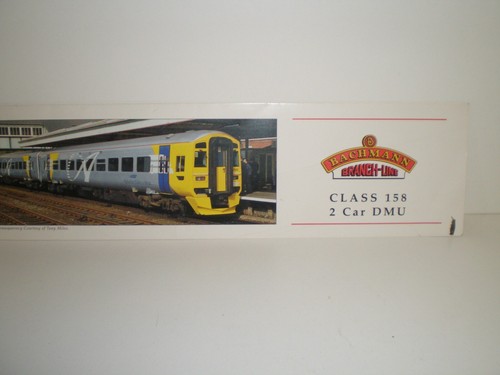 BACHMANN
BRANCH-LINE
CLASS 158
2 Car DMU